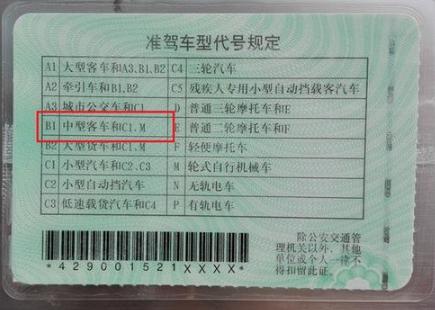 准驾车型代号规定
A1 大型客车和A3、B1、B2 C4 三轮汽车
A2 牵引车和B1、B2 C5 残疾人专用小型自动挡载客汽车
A3 城市公交车和C1 D 普通三轮摩托车和E
B1 中型客车和C1、M E 普通二轮摩托车和F
B2 大型货车和C1、M F 轻便摩托车
C1 小型汽车和C2、C3 M 轮式自行机械车
C2 小型自动挡汽车 N 无轨电车
C3 低速载货汽车和C4 P 有轨电车
*429001521XXXX*
除公安交通管
理机关以外，其他
单位或个人一律不
得扣留此证。